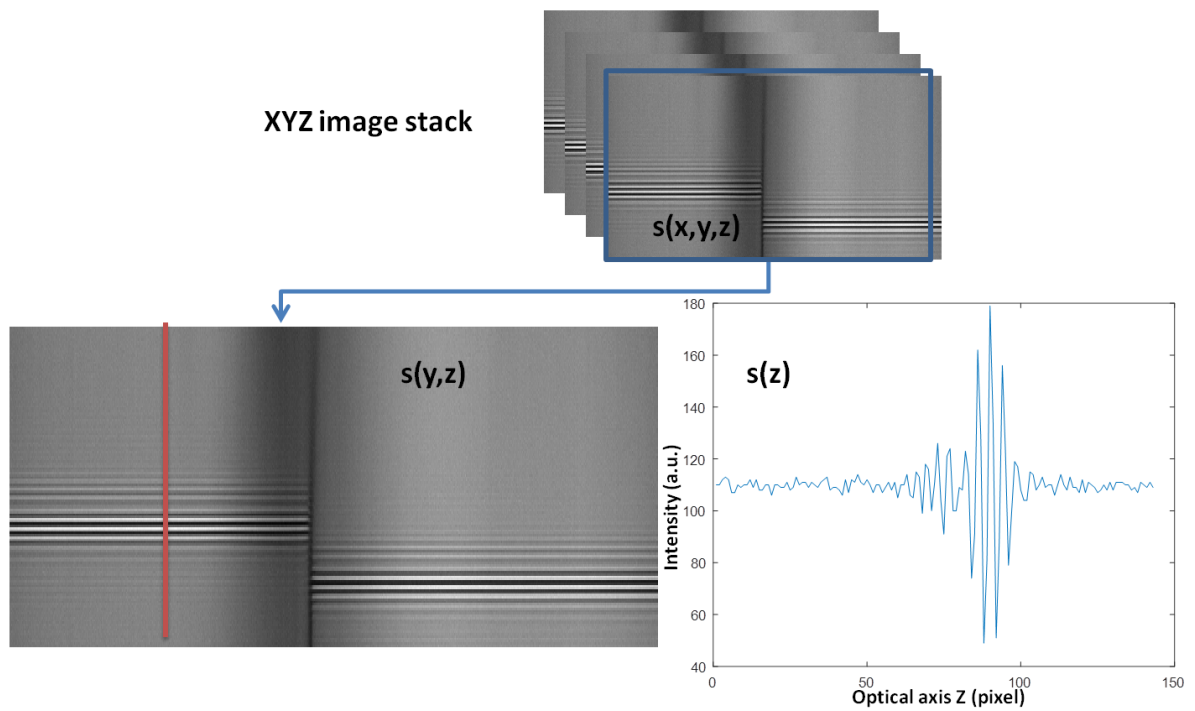 XYZ image stack
s(x,y,z)
s(y,z)
s(z)
Intensity (a.u.)
180
160
140
120
100
80
60
40
0
50
100
150
Optical axis Z (pixel)